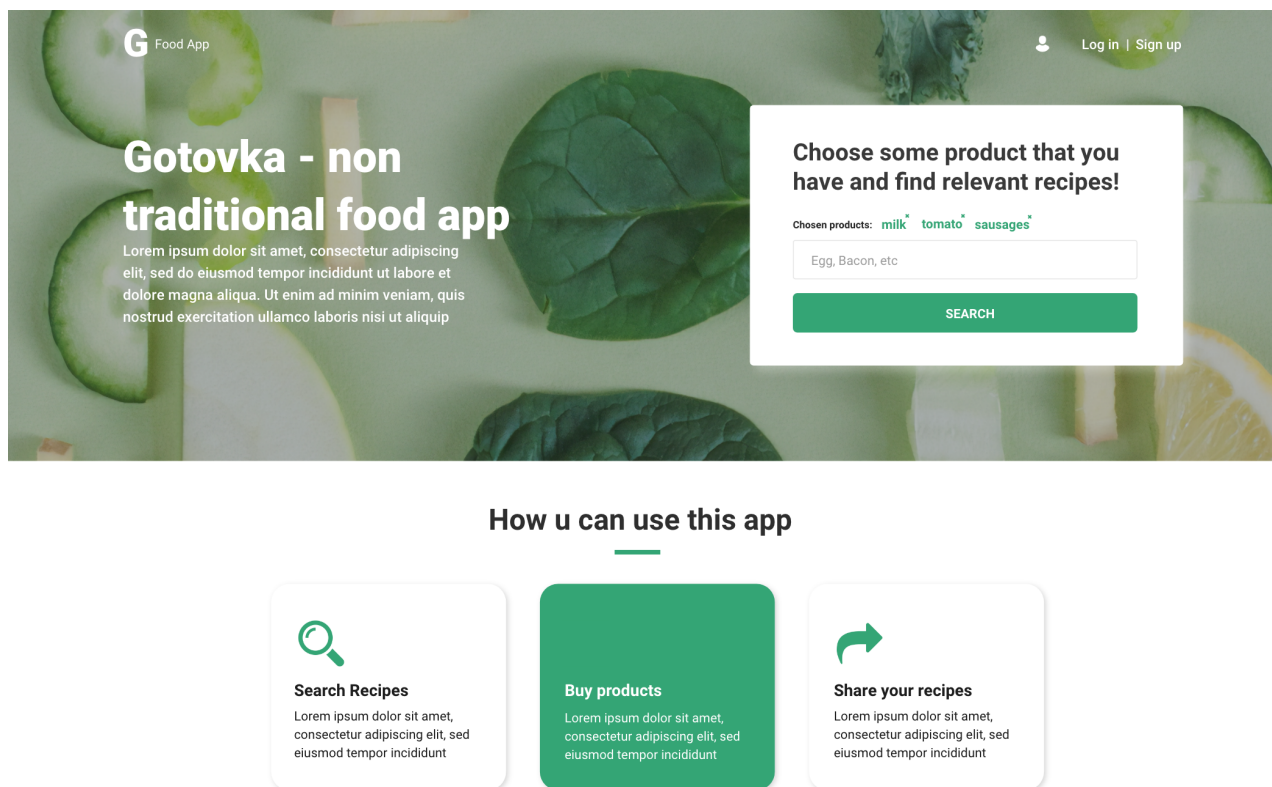 G Food App
Log in | Sign up
Gotovka - non
traditional food app
Lorem ipsum dolor sit amet, consectetur adipiscing
elit, sed do eiusmod tempor incididunt ut labore et
dolore magna aliqua. Ut enim ad minim veniam, quis
nostrud exercitation ullamco laboris nisi ut aliquip
Choose some product that you
have and find relevant recipes!
Chosen products: milk× tomato× sausages×
Egg, Bacon, etc
SEARCH
How u can use this app
Search Recipes
Lorem ipsum dolor sit amet,
consectetur adipiscing elit, sed
eiusmod tempor incididunt
Buy products
Lorem ipsum dolor sit amet,
consectetur adipiscing elit, sed
eiusmod tempor incididunt
Share your recipes
Lorem ipsum dolor sit amet,
consectetur adipiscing elit, sed
eiusmod tempor incididunt